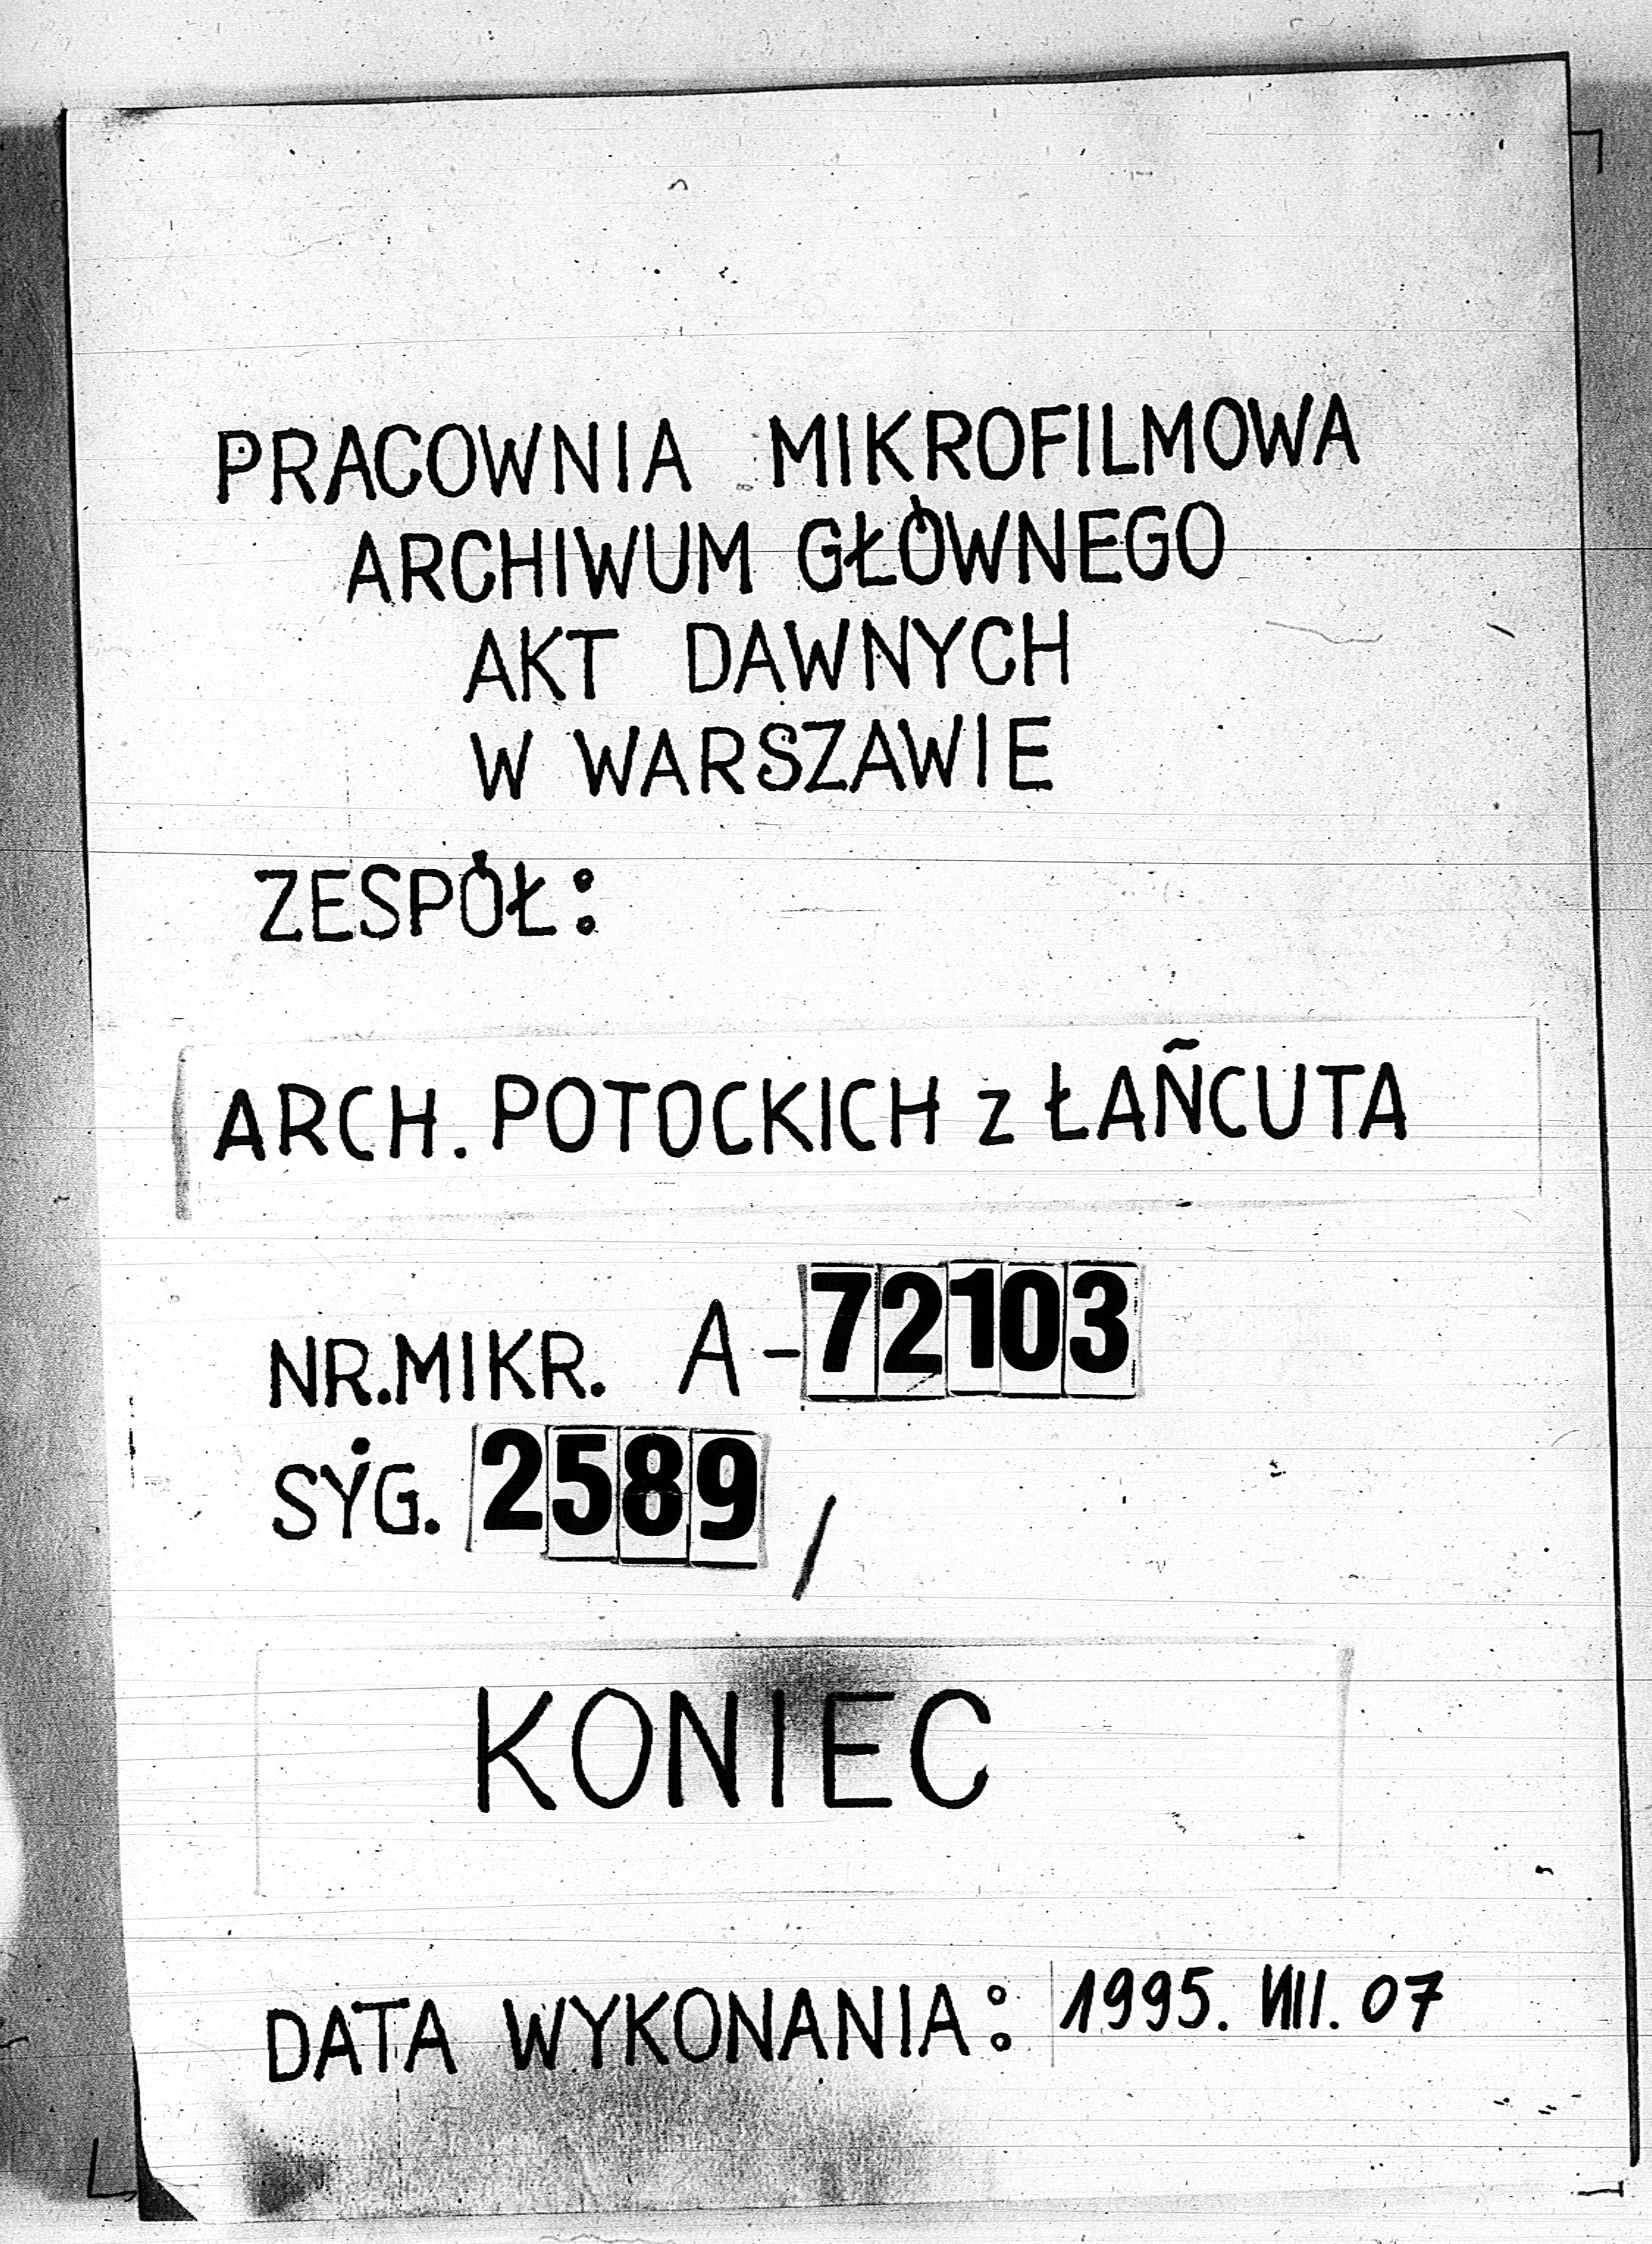 PRACOWNIA MIKROFILMOWA
ARCHIWUM GŁÓWNEGO
AKT DAWNYCH
W WARSZAWIE
ZESPÓŁ:
ARCH. POTOCKICH z ŁAŃCUTA
NR.MIKR. A-72103
SYG. 2589 /
KONIEC
DATA WYKONANIA: 1995. VIII. 07